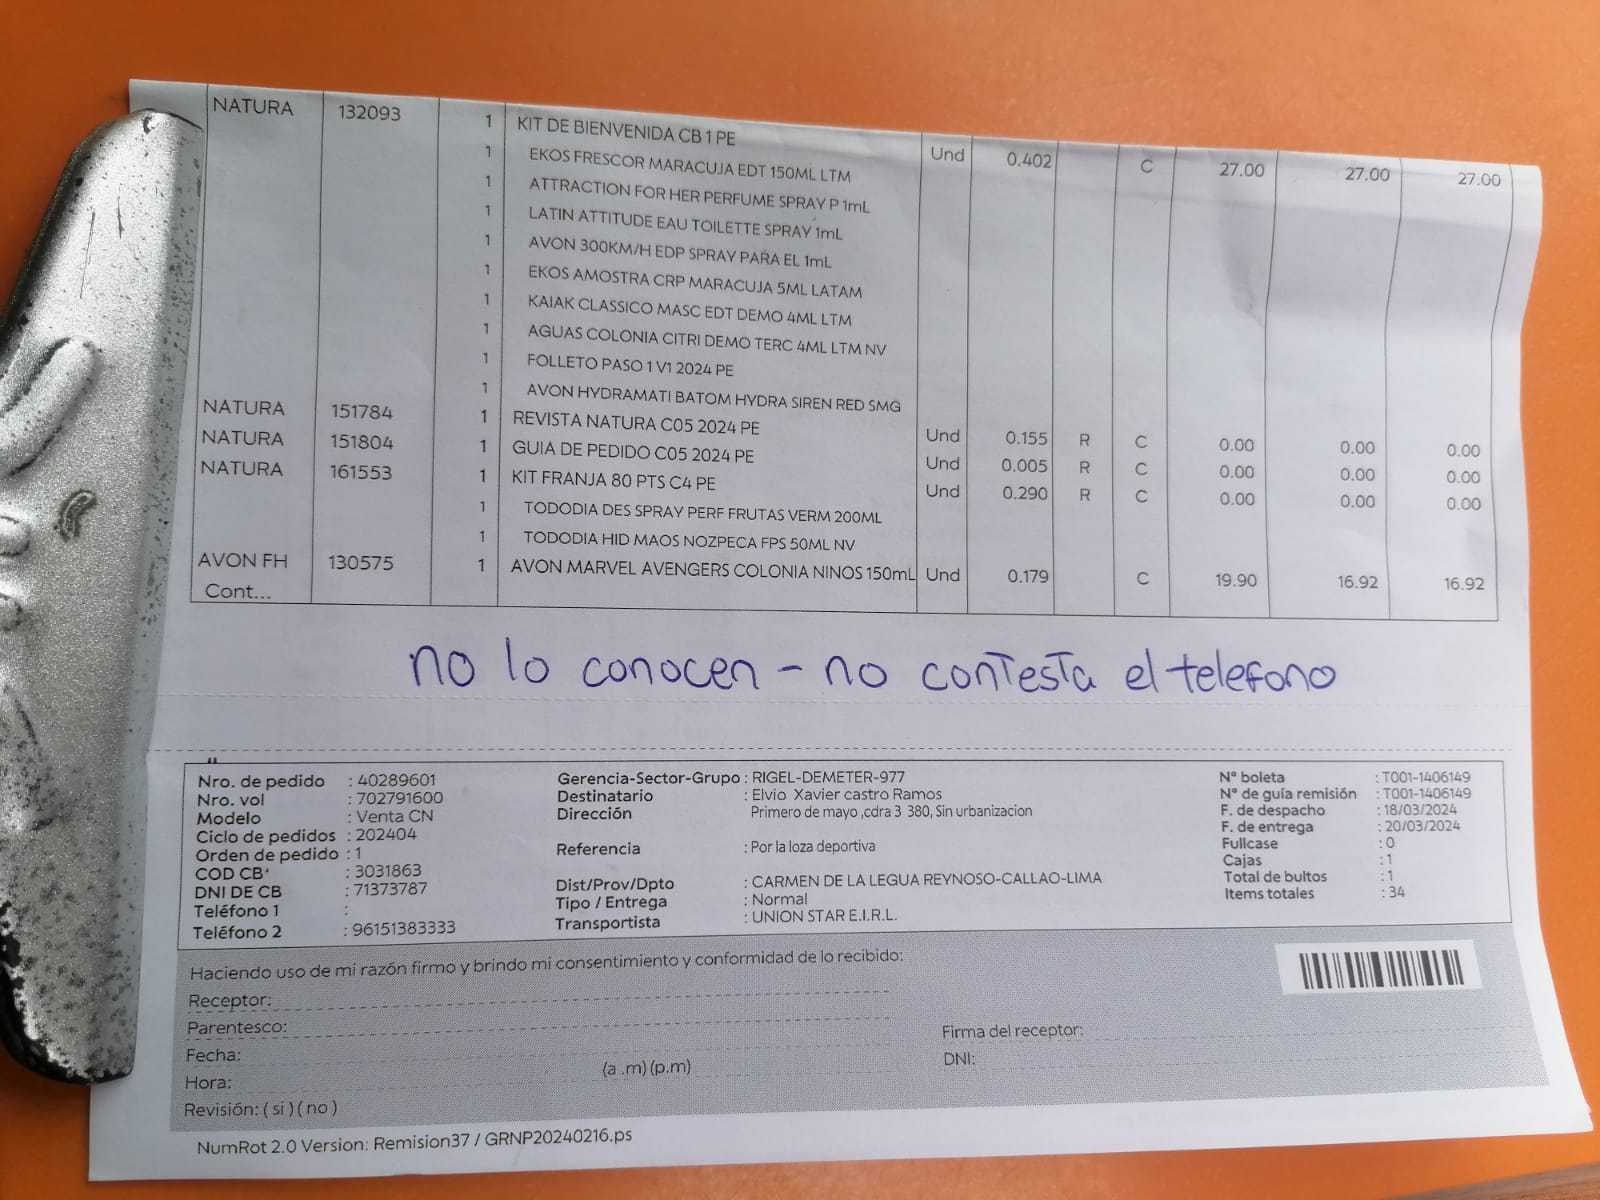 NATURA 132093 1 KIT DE BIENVENIDA CB 1 PE Und 0.402 C 27.00 27.00 27.00
1 EKOS FRESCOR MARACUJA EDT 150ML LTM
1 ATTRACTION FOR HER PERFUME SPRAY P 1mL
1 LATIN ATTITUDE EAU TOILETTE SPRAY 1mL
1 AVON 300KM/H EDP SPRAY PARA EL 1mL
1 EKOS AMOSTRA CRP MARACUJA 5ML LATAM
1 KAIAK CLASSICO MASC EDT DEMO 4ML LTM
1 AGUAS COLONIA CITRI DEMO TERC 4ML LTM NV
1 FOLLETO PASO 1 V1 2024 PE
1 AVON HYDRAMATI BATOM HYDRA SIREN RED SMG
NATURA 151784 1 REVISTA NATURA C05 2024 PE Und 0.155 R C 0.00 0.00 0.00
NATURA 151804 1 GUIA DE PEDIDO C05 2024 PE Und 0.005 R C 0.00 0.00 0.00
NATURA 161553 1 KIT FRANJA 80 PTS C4 PE Und 0.290 R C 0.00 0.00 0.00
1 TODODIA DES SPRAY PERF FRUTAS VERM 200ML
1 TODODIA HID MAOS NOZPECA FPS 50ML NV
AVON FH 130575 1 AVON MARVEL AVENGERS COLONIA NINOS 150mL Und 0.179 C 19.90 16.92 16.92
Cont...
no lo conocen - no contesta el telefono
Nro. de pedido : 40289601 Gerencia-Sector-Grupo : RIGEL-DEMETER-977 N° boleta : T001-1406149
Nro. vol : 702791600 Destinatario : Elvio Xavier castro Ramos N° de guía remisión : T001-1406149
Modelo : Venta CN Dirección Primero de mayo ,cdra 3 380, Sin urbanizacion F. de despacho : 18/03/2024
Ciclo de pedidos : 202404 F. de entrega : 20/03/2024
Orden de pedido : 1 Referencia : Por la loza deportiva Fullcase : 0
COD CB : 3031863 Cajas : 1
DNI DE CB : 71373787 Dist/Prov/Dpto : CARMEN DE LA LEGUA REYNOSO-CALLAO-LIMA Total de bultos : 1
Teléfono 1 : Tipo / Entrega : Normal Items totales : 34
Teléfono 2 : 96151383333 Transportista : UNION STAR E.I.R.L.
Haciendo uso de mi razón firmo y brindo mi consentimiento y conformidad de lo recibido:
Receptor:
Parentesco: Firma del receptor:
Fecha: DNI:
Hora: (a .m) (p.m)
Revisión: ( si ) ( no )
NumRot 2.0 Version: Remision37 / GRNP20240216.ps